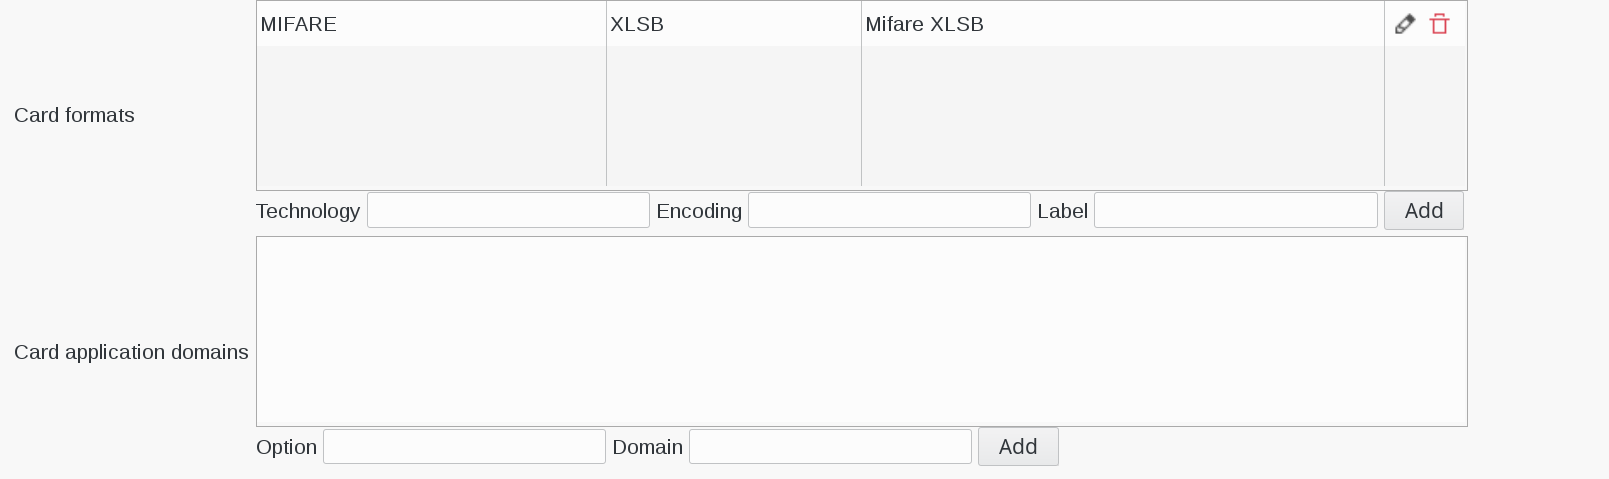 MIFARE XLSB Mifare XLSB
Card formats
Technology Encoding Label Add
Card application domains
Option Domain Add